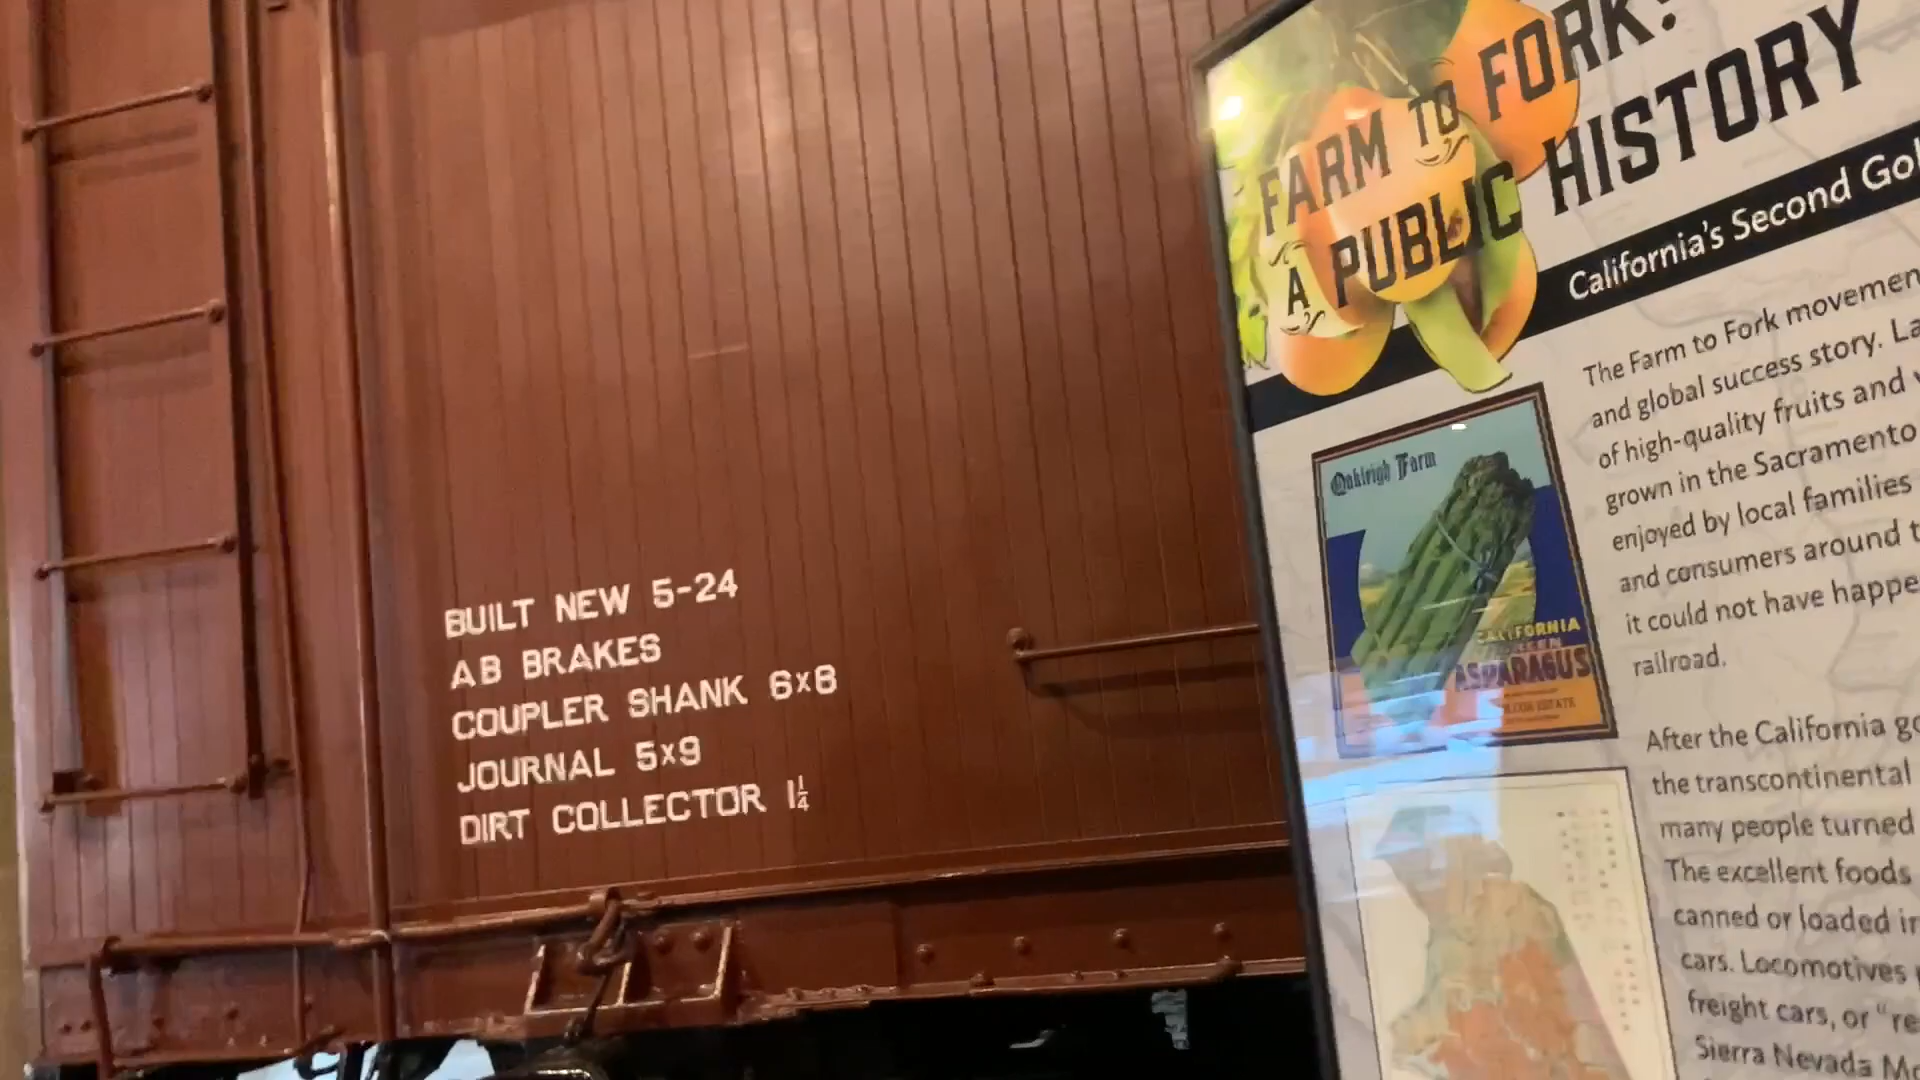 BUILT NEW 5-24
AB BRAKES
COUPLER SHANK 6x8
JOURNAL 5x9
DIRT COLLECTOR 1¼
FARM TO FORK:
A PUBLIC HISTORY
California's Second Gol
The Farm to Fork movemen
and global success story. La
of high-quality fruits and v
grown in the Sacramento
enjoyed by local families
and consumers around t
it could not have happe
railroad.
Oakleigh Farm
CALIFORNIA
GREEN
ASPARAGUS
After the California go
the transcontinental
many people turned
The excellent foods
canned or loaded in
cars. Locomotives
freight cars, or "re
Sierra Nevada Mo